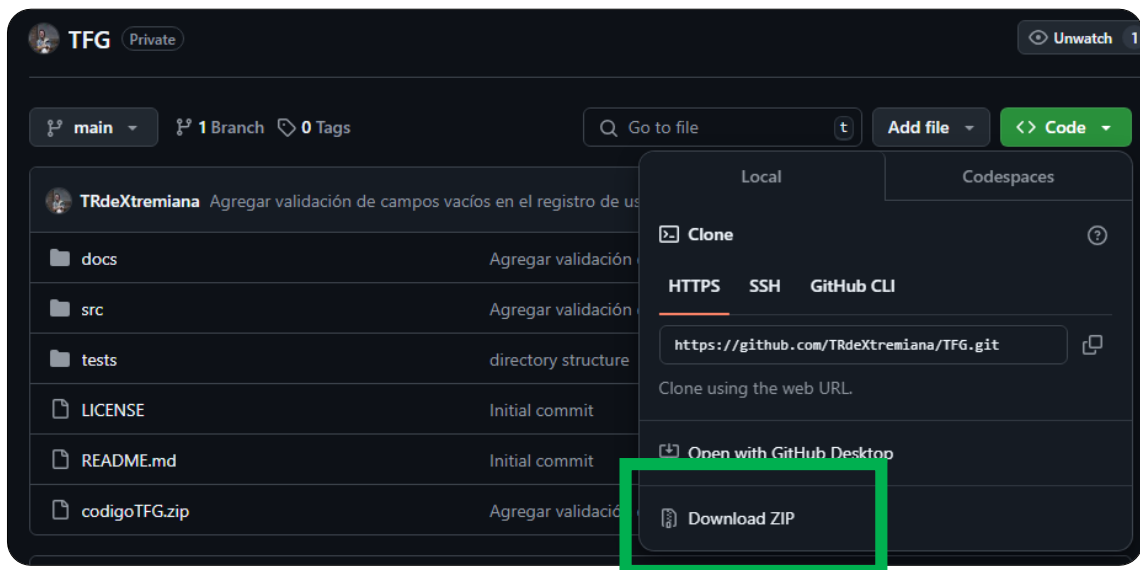 TFG Private Unwatch 1
main 1 Branch 0 Tags Go to file t Add file Code
TRdeXtremiana Agregar validación de campos vacíos en el registro de us
Local Codespaces
Clone
HTTPS SSH GitHub CLI
https://github.com/TRdeXtremiana/TFG.git
Clone using the web URL.
Open with GitHub Desktop
Download ZIP
docs Agregar validación
src Agregar validación
tests directory structure
LICENSE Initial commit
README.md Initial commit
codigoTFG.zip Agregar validación